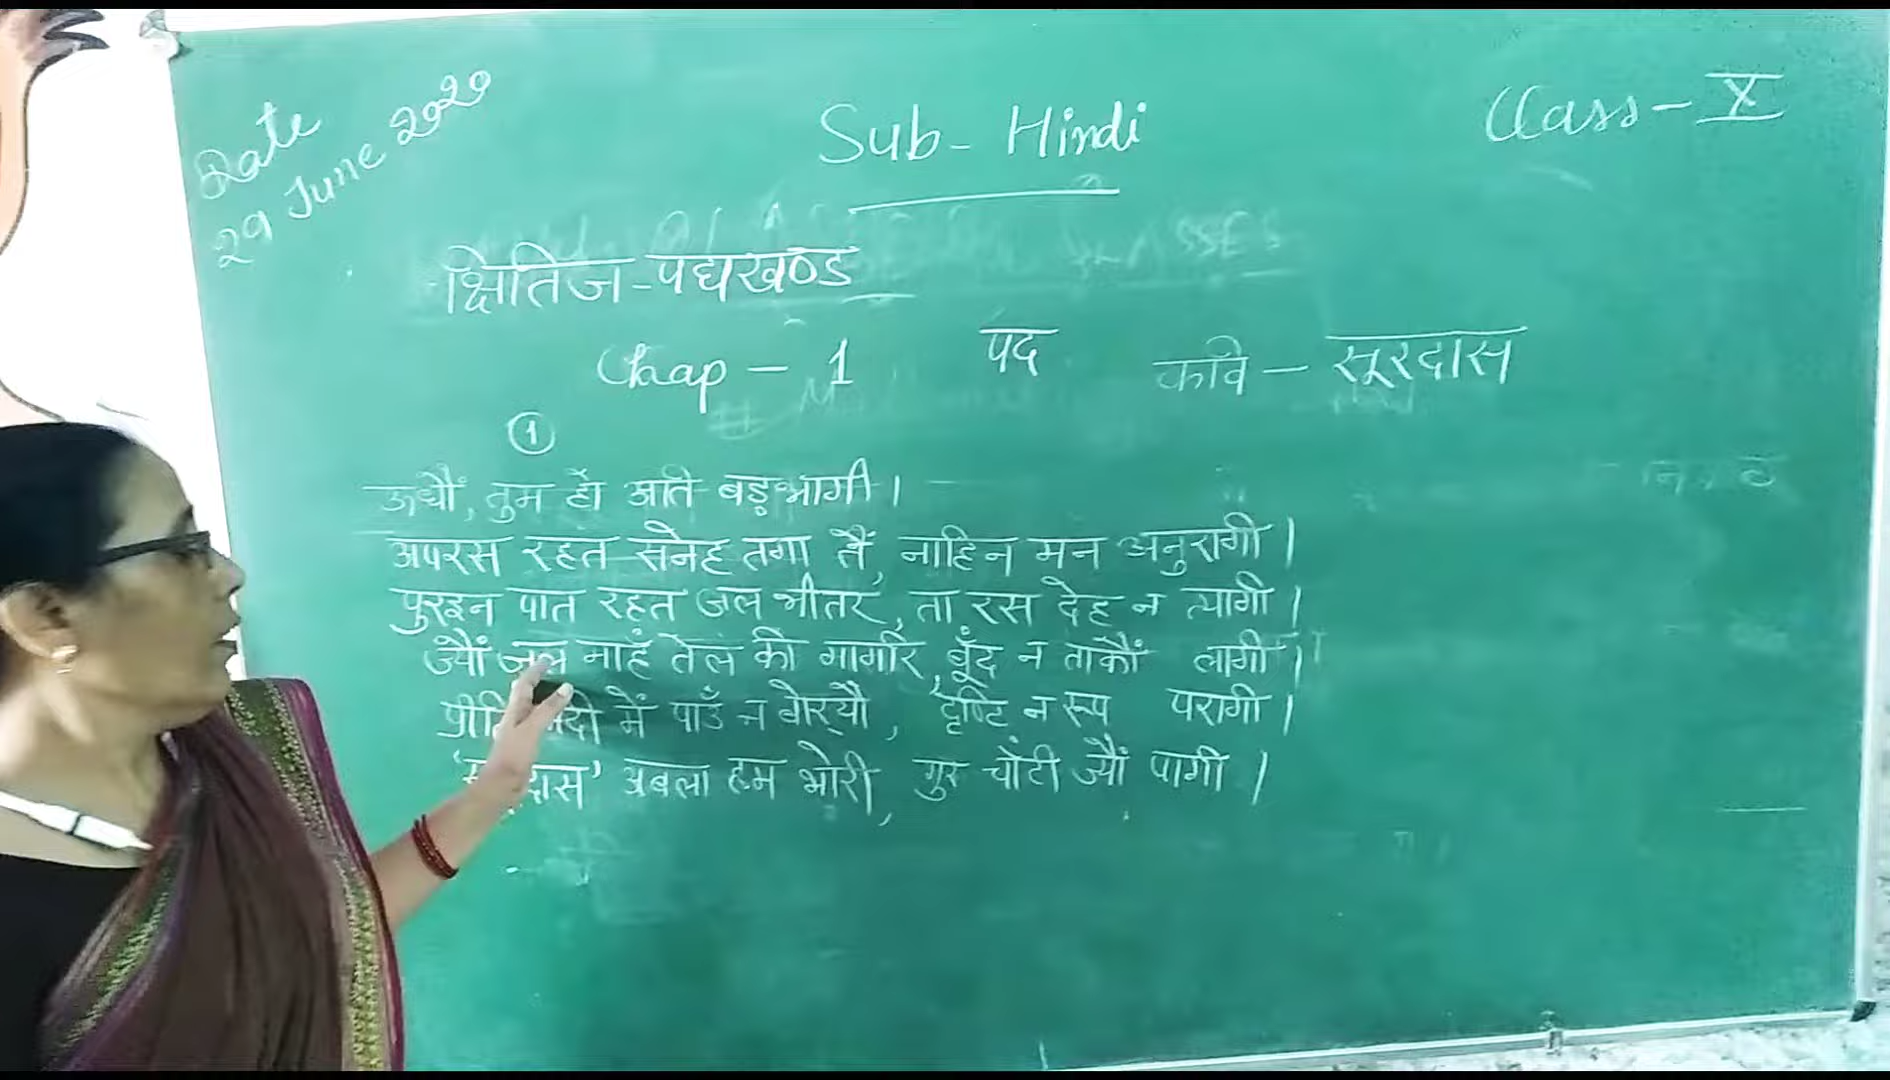 Date
29 June 2020
Sub - Hindi
Class - X
क्षितिज - पद्यखण्ड
Chap - 1 पद कवि - सूरदास
①
ऊधौ, तुम हौ अति बड़भागी।
अपरस रहत सनेह तगा तैं, नाहिन मन अनुरागी।
पुरइन पात रहत जल भीतर, ता रस देह न त्यागी।
ज्यौं जल माहँ तेल की गागरि, बूँद न ताकौं लागी।
में पाउँ न बोर्‌यौ, दृष्टि न रूप परागी।
अबला हम भोरी, गुर चाँटी ज्यौं पागी।